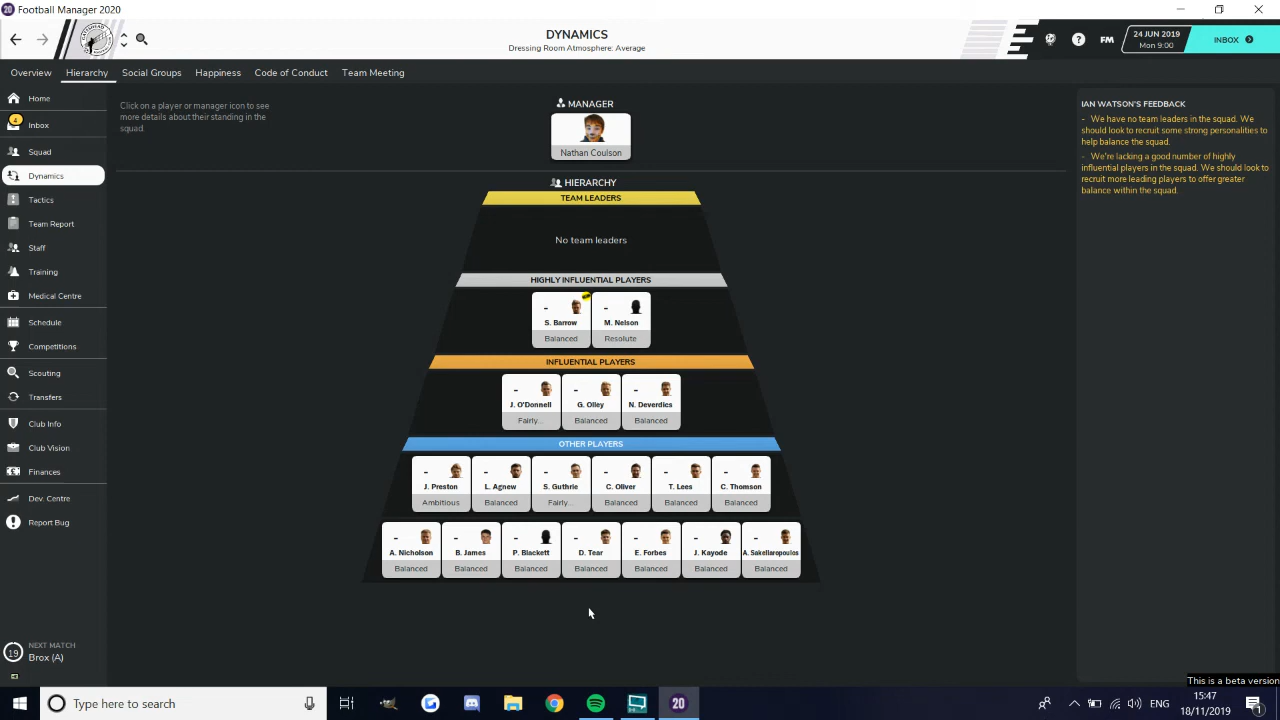 20 Football Manager 2020
DYNAMICS
Dressing Room Atmosphere: Average
FM
24 JUN 2019
Mon 9:00
INBOX
Overview Hierarchy Social Groups Happiness Code of Conduct Team Meeting
Home
4
Inbox
Squad
Dynamics
Tactics
Team Report
Staff
Training
Medical Centre
Schedule
Competitions
Scouting
Transfers
Club Info
Club Vision
Finances
Dev. Centre
Report Bug
19
NEXT MATCH
Brox (A)
Click on a player or manager icon to see
more details about their standing in the
squad.
MANAGER
Nathan Coulson
HIERARCHY
TEAM LEADERS
No team leaders
HIGHLY INFLUENTIAL PLAYERS
- -
S. Barrow M. Nelson
Balanced Resolute
INFLUENTIAL PLAYERS
- - -
J. O'Donnell G. Olley N. Deverdics
Fairly... Balanced Balanced
OTHER PLAYERS
- - - - - -
J. Preston L. Agnew S. Guthrie C. Oliver T. Lees C. Thomson
Ambitious Balanced Fairly... Balanced Balanced Balanced
- - - - - - -
A. Nicholson B. James P. Blackett D. Tear E. Forbes J. Kayode A. Sakellaropoulos
Balanced Balanced Balanced Balanced Balanced Balanced Balanced
IAN WATSON'S FEEDBACK
- We have no team leaders in the squad. We
should look to recruit some strong personalities to
help balance the squad.
- We're lacking a good number of highly
influential players in the squad. We should look to
recruit more leading players to offer greater
balance within the squad.
This is a beta version
Type here to search
20
ENG
15:47
18/11/2019
1